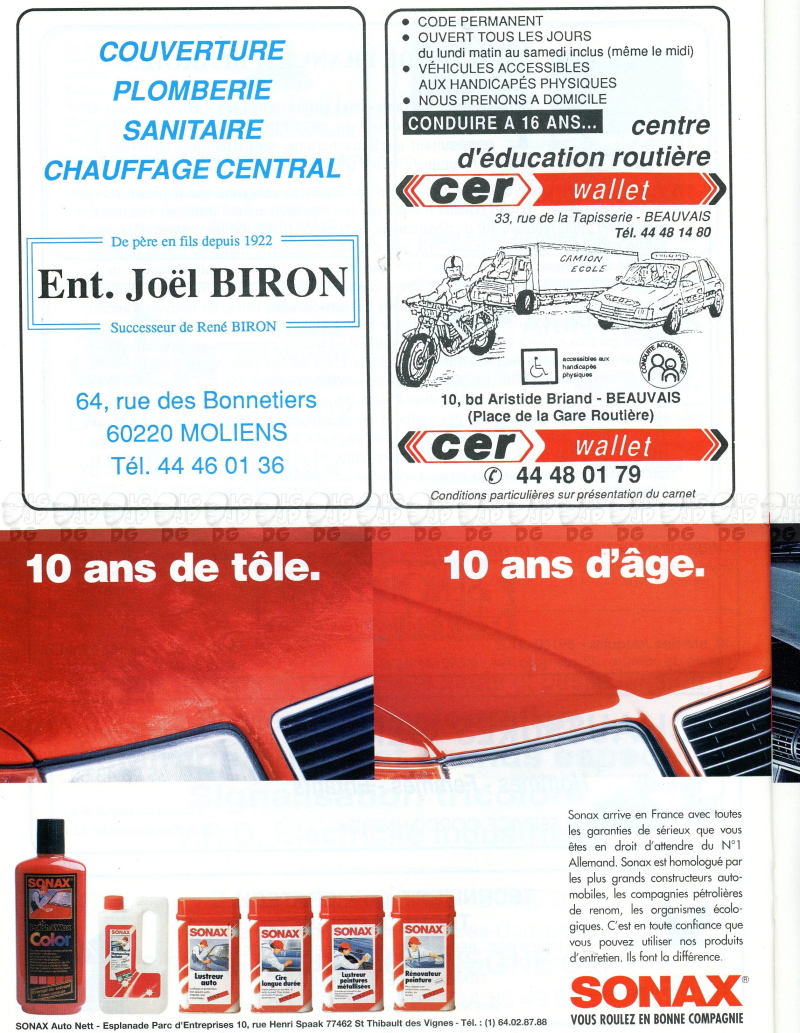 COUVERTURE
PLOMBERIE
SANITAIRE
CHAUFFAGE CENTRAL
De père en fils depuis 1922
Ent. Joël BIRON
Successeur de René BIRON
64, rue des Bonnetiers
60220 MOLIENS
Tél. 44 46 01 36
• CODE PERMANENT
• OUVERT TOUS LES JOURS
du lundi matin au samedi inclus (même le midi)
• VÉHICULES ACCESSIBLES
AUX HANDICAPÉS PHYSIQUES
• NOUS PRENONS A DOMICILE
CONDUIRE A 16 ANS...
centre
d'éducation routière
cer wallet
33, rue de la Tapisserie - BEAUVAIS
Tél. 44 48 14 80
CAMION
ECOLE
accessibles aux
handicapés
physiques
CONDUITE ACCOMPAGNEE
10, bd Aristide Briand - BEAUVAIS
(Place de la Gare Routière)
cer wallet
44 48 01 79
Conditions particulières sur présentation du carnet
10 ans de tôle.
10 ans d'âge.
Sonax arrive en France avec toutes
les garanties de sérieux que vous
êtes en droit d'attendre du N°1
Allemand. Sonax est homologué par
les plus grands constructeurs auto-
mobiles, les compagnies pétrolières
de renom, les organismes écolo-
giques. C'est en toute confiance que
vous pouvez utiliser nos produits
d'entretien. Ils font la différence.
SONAX
Color
SONAX
SONAX
Lustreur
auto
SONAX
Cire
longue durée
SONAX
Lustreur
peintures
métallisées
SONAX
Rénovateur
peinture
SONAX®
VOUS ROULEZ EN BONNE COMPAGNIE
SONAX Auto Nett - Esplanade Parc d'Entreprises 10, rue Henri Spaak 77462 St Thibault des Vignes - Tél. : (1) 64.02.87.88